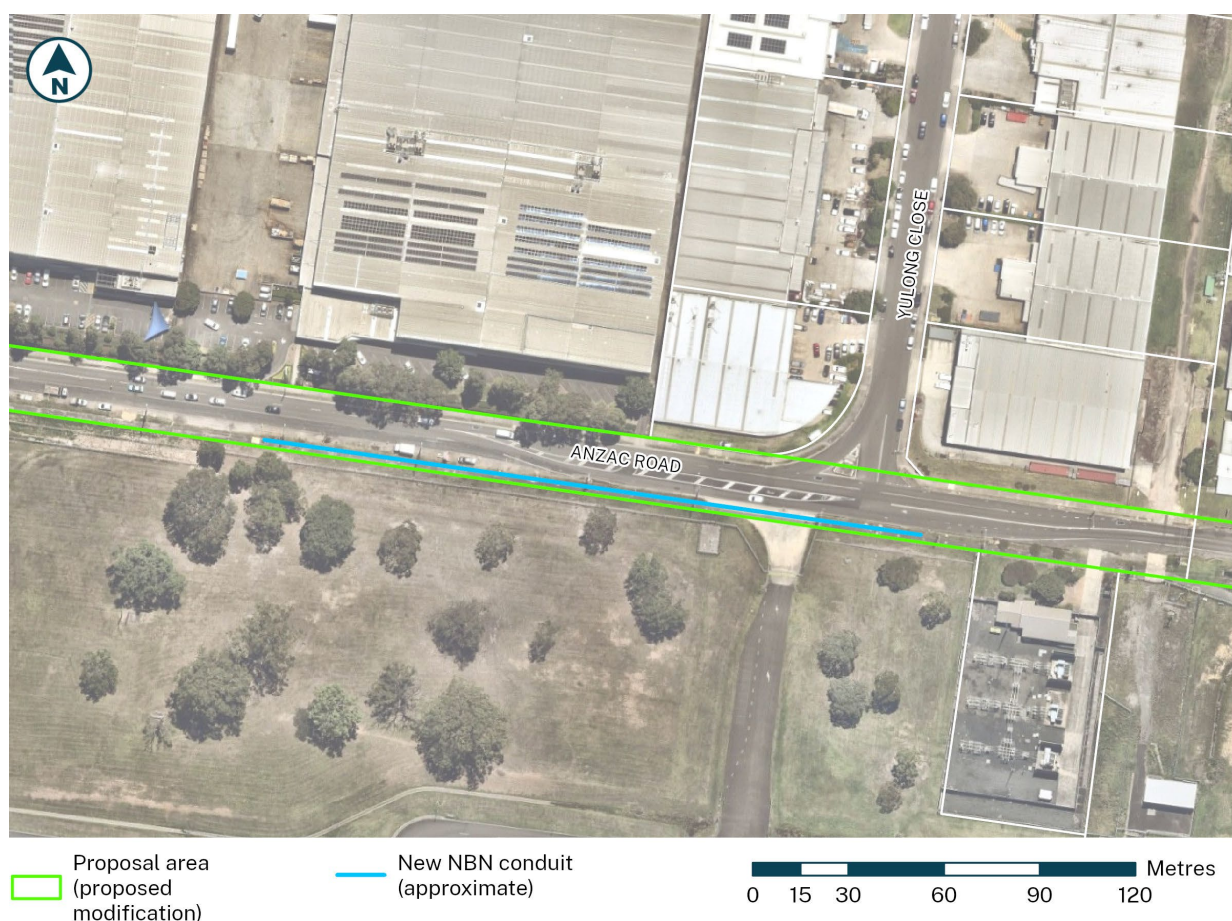 N
YULONG CLOSE
ANZAC ROAD
Proposal area
(proposed
modification)
New NBN conduit
(approximate)
Metres
0 15 30 60 90 120